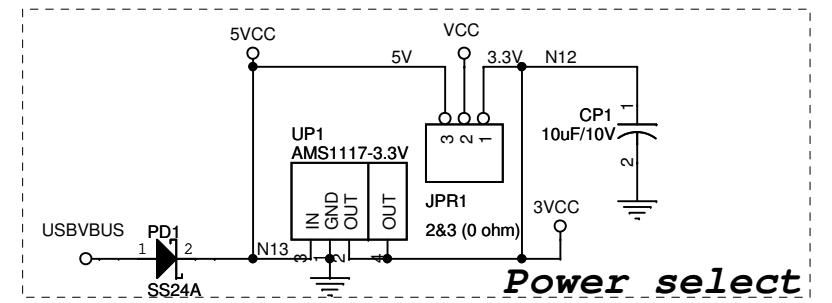 5VCC
VCC
5V
3.3V
N12
1
CP1
10uF/10V
2
UP1
AMS1117-3.3V
3
2
1
JPR1
2&3 (0 ohm)
IN
GND
OUT
OUT
3VCC
USBVBUS
PD1
1
2
N13
3
1
2
4
SS24A
Power select